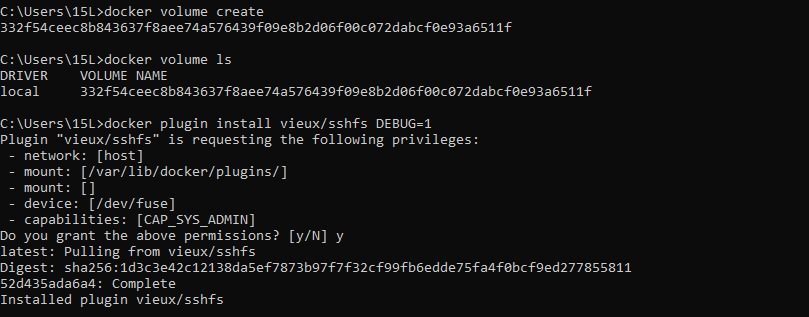 C:\Users\15L>docker volume create
332f54ceec8b843637f8aee74a576439f09e8b2d06f00c072dabcf0e93a6511f
C:\Users\15L>docker volume ls
DRIVER    VOLUME NAME
local     332f54ceec8b843637f8aee74a576439f09e8b2d06f00c072dabcf0e93a6511f
C:\Users\15L>docker plugin install vieux/sshfs DEBUG=1
Plugin "vieux/sshfs" is requesting the following privileges:
 - network: [host]
 - mount: [/var/lib/docker/plugins/]
 - mount: []
 - device: [/dev/fuse]
 - capabilities: [CAP_SYS_ADMIN]
Do you grant the above permissions? [y/N] y
latest: Pulling from vieux/sshfs
Digest: sha256:1d3c3e42c12138da5ef7873b97f7f32cf99fb6edde75fa4f0bcf9ed277855811
52d435ada6a4: Complete
Installed plugin vieux/sshfs